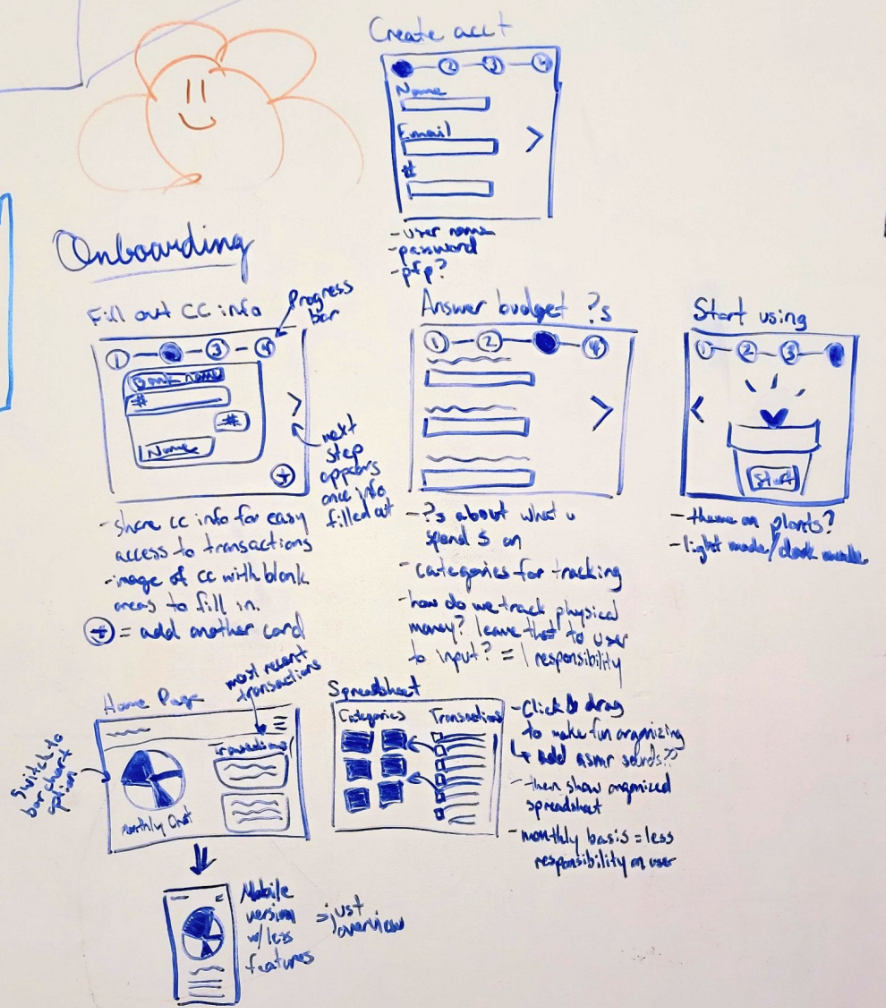 Create acct
② ③ ④
Name
Email
#
>
- user name
- password
- pfp?
Onboarding
Fill out CC info
Progress
bar
① ③ ④
Bank name
#
#
Name
>
+
next
step
appears
once info
filled out
- share cc info for easy
access to transactions
- image of cc with blank
areas to fill in.
⊕ = add another card
Answer budget ?s
① ② ④
>
- ?s about what u
spend $ on
- categories for tracking
- how do we track physical
money? leave that to user
to input? = ↓ responsibility
Start using
① ② ③
<
Start
- theme on plants?
- light mode/dark mode
Home Page
most recent
transactions
Transactions
Switch to
bar chart
option
Monthly Chart
Mobile
version
w/less
features
= just
overview
Spreadsheet
Categories Transactions
- Click & drag
to make fun organizing
↳ add asmr sounds??
- then show organized
spreadsheet
- monthly basis = less
responsibility on user